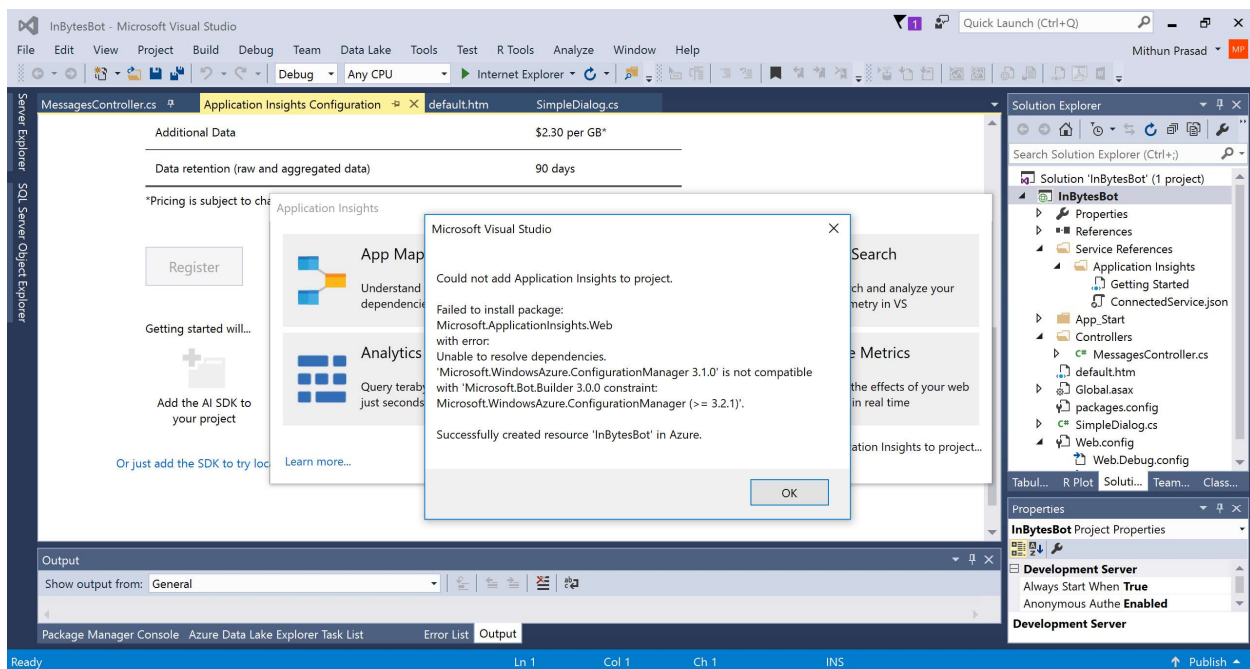 InBytesBot - Microsoft Visual Studio
1
Quick Launch (Ctrl+Q)
File Edit View Project Build Debug Team Data Lake Tools Test R Tools Analyze Window Help
Mithun Prasad
MP
Debug
Any CPU
Internet Explorer
Server Explorer
SQL Server Object Explorer
MessagesController.cs
Application Insights Configuration
default.htm
SimpleDialog.cs
Additional Data $2.30 per GB*
Data retention (raw and aggregated data) 90 days
*Pricing is subject to cha
Register
Getting started will...
Add the AI SDK to
your project
Or just add the SDK to try loc
Application Insights
App Map
Understand
dependencie
Analytics
Query teraby
just seconds
Learn more...
Search
ch and analyze your
metry in VS
e Metrics
the effects of your web
in real time
ation Insights to project...
Microsoft Visual Studio
Could not add Application Insights to project.
Failed to install package:
Microsoft.ApplicationInsights.Web
with error:
Unable to resolve dependencies.
'Microsoft.WindowsAzure.ConfigurationManager 3.1.0' is not compatible
with 'Microsoft.Bot.Builder 3.0.0 constraint:
Microsoft.WindowsAzure.ConfigurationManager (>= 3.2.1)'.
Successfully created resource 'InBytesBot' in Azure.
OK
Solution Explorer
Search Solution Explorer (Ctrl+;)
Solution 'InBytesBot' (1 project)
InBytesBot
Properties
References
Service References
Application Insights
Getting Started
ConnectedService.json
App_Start
Controllers
C# MessagesController.cs
default.htm
Global.asax
packages.config
C# SimpleDialog.cs
Web.config
Web.Debug.config
Tabul... R Plot Soluti... Team... Class...
Properties
InBytesBot Project Properties
Development Server
Always Start When True
Anonymous Authe Enabled
Development Server
Output
Show output from: General
Package Manager Console Azure Data Lake Explorer Task List Error List Output
Ready Ln 1 Col 1 Ch 1 INS Publish